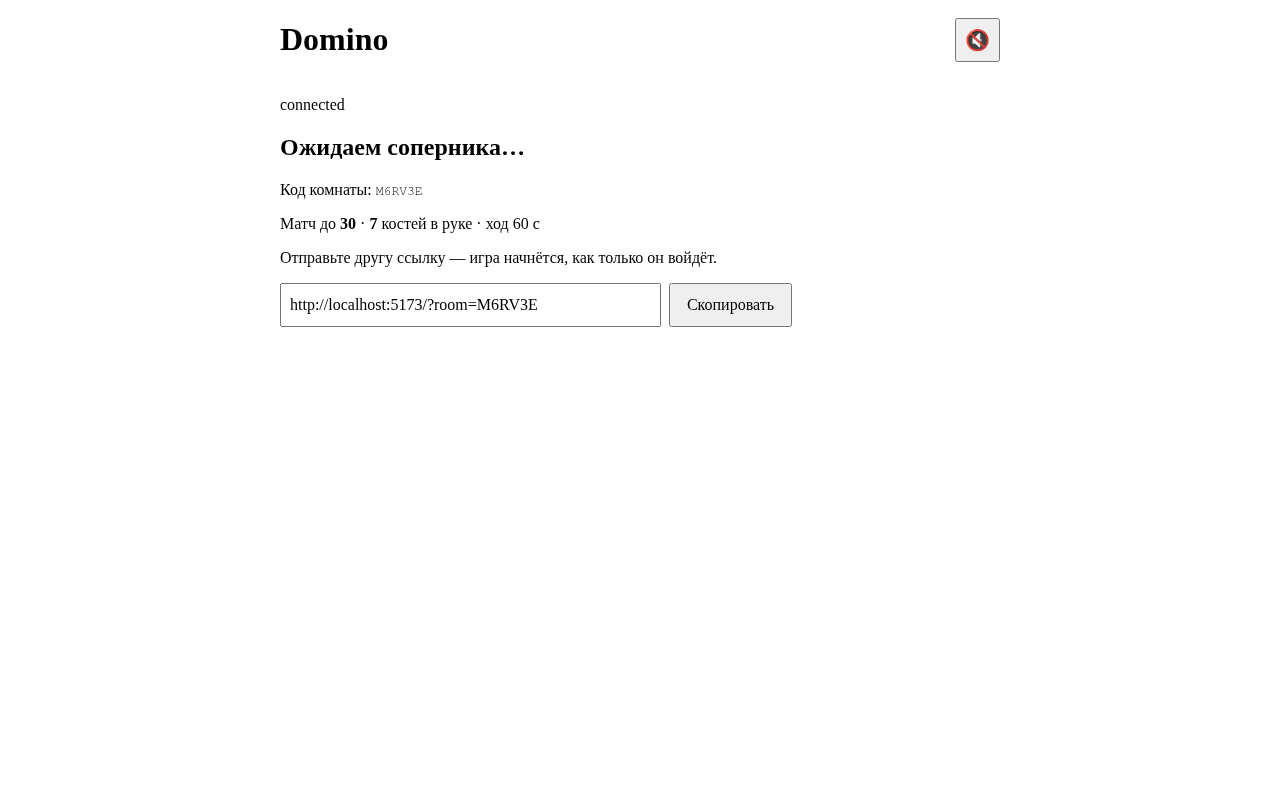 Domino
connected
Ожидаем соперника…
Код комнаты: M6RV3E
Матч до 30 · 7 костей в руке · ход 60 с
Отправьте другу ссылку — игра начнётся, как только он войдёт.
http://localhost:5173/?room=M6RV3E
Скопировать